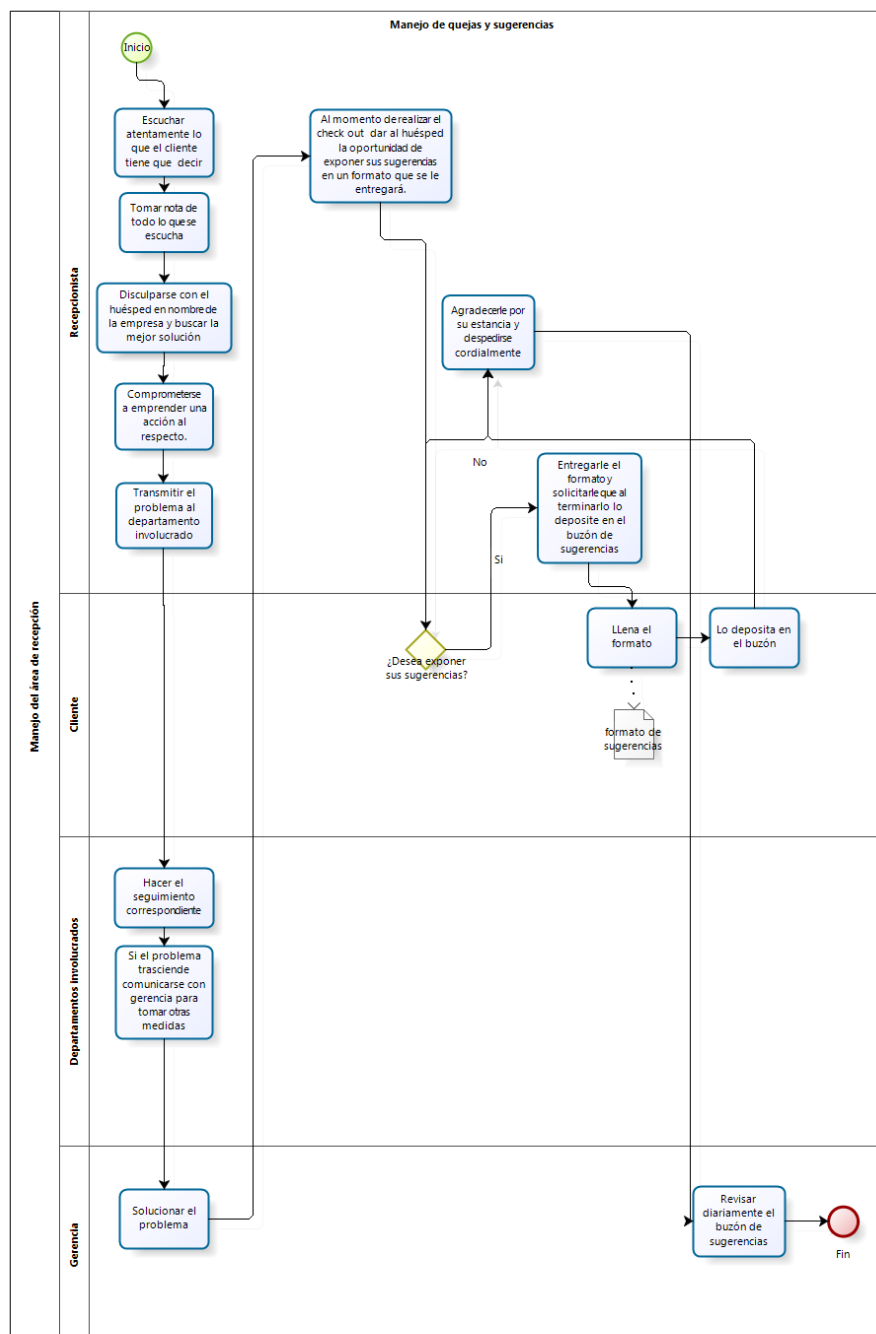 Manejo de quejas y sugerencias
Manejo del área de recepción
Recepcionista
Inicio
Escuchar
atentamente lo
que el cliente
tiene que decir
Tomar nota de
todo lo que se
escucha
Disculparse con el
huésped en nombre de
la empresa y buscar la
mejor solución
Comprometerse
a emprender una
acción al
respecto.
Transmitir el
problema al
departamento
involucrado
Al momento de realizar el
check out dar al huésped
la oportunidad de
exponer sus sugerencias
en un formato que se le
entregará.
Agradecerle por
su estancia y
despedirse
cordialmente
No
Entregarle el
formato y
solicitarle que al
terminarlo lo
deposite en el
buzón de
sugerencias
Si
Cliente
¿Desea exponer
sus sugerencias?
LLena el
formato
Lo deposita en
el buzón
formato de
sugerencias
Departamentos involucrados
Hacer el
seguimiento
correspondiente
Si el problema
trasciende
comunicarse con
gerencia para
tomar otras
medidas
Gerencia
Solucionar el
problema
Revisar
diariamente el
buzón de
sugerencias
Fin